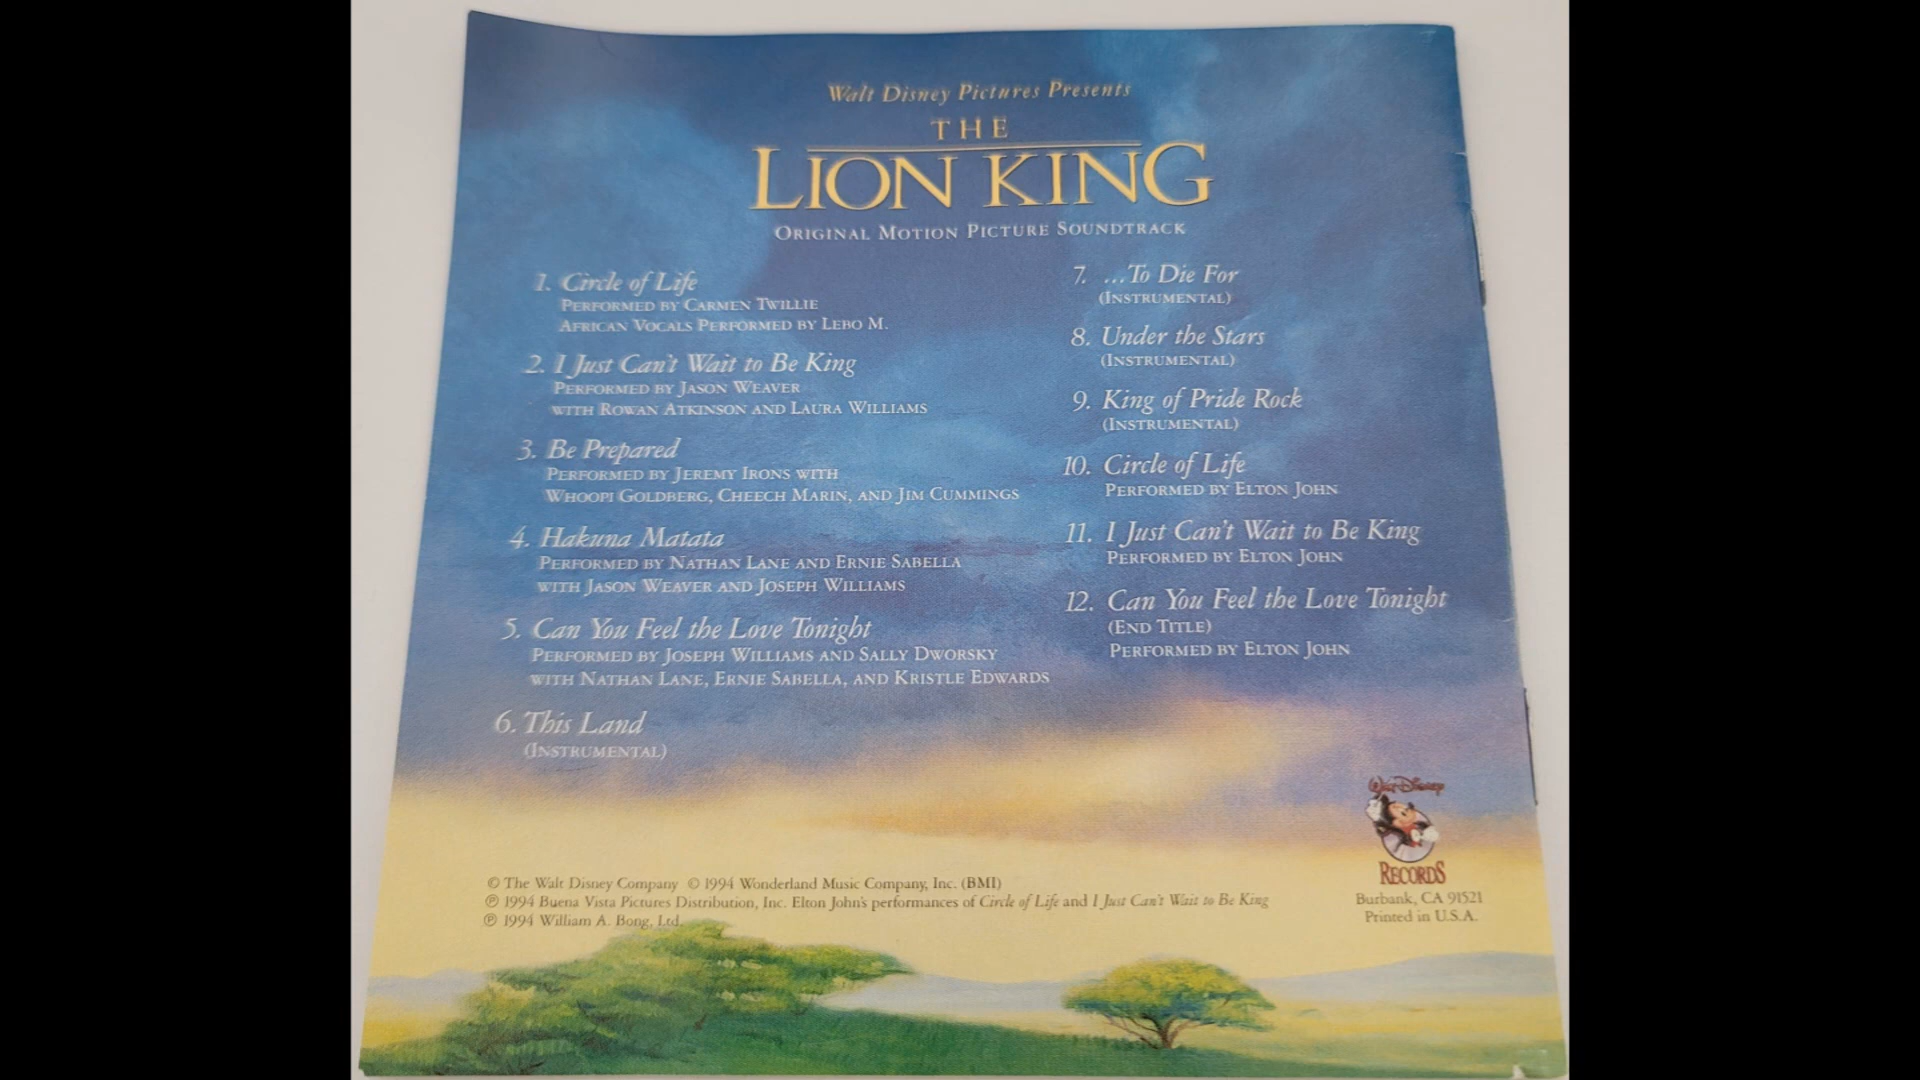 Walt Disney Pictures Presents
THE
LION KING
ORIGINAL MOTION PICTURE SOUNDTRACK
1. Circle of Life
PERFORMED BY CARMEN TWILLIE
AFRICAN VOCALS PERFORMED BY LEBO M.
2. I Just Can't Wait to Be King
PERFORMED BY JASON WEAVER
WITH ROWAN ATKINSON AND LAURA WILLIAMS
3. Be Prepared
PERFORMED BY JEREMY IRONS WITH
WHOOPI GOLDBERG, CHEECH MARIN, AND JIM CUMMINGS
4. Hakuna Matata
PERFORMED BY NATHAN LANE AND ERNIE SABELLA
WITH JASON WEAVER AND JOSEPH WILLIAMS
5. Can You Feel the Love Tonight
PERFORMED BY JOSEPH WILLIAMS AND SALLY DWORSKY
WITH NATHAN LANE, ERNIE SABELLA, AND KRISTLE EDWARDS
6. This Land
(INSTRUMENTAL)
7. ...To Die For
(INSTRUMENTAL)
8. Under the Stars
(INSTRUMENTAL)
9. King of Pride Rock
(INSTRUMENTAL)
10. Circle of Life
PERFORMED BY ELTON JOHN
11. I Just Can't Wait to Be King
PERFORMED BY ELTON JOHN
12. Can You Feel the Love Tonight
(END TITLE)
PERFORMED BY ELTON JOHN
© The Walt Disney Company © 1994 Wonderland Music Company, Inc. (BMI)
℗ 1994 Buena Vista Pictures Distribution, Inc. Elton John's performances of Circle of Life and I Just Can't Wait to Be King
℗ 1994 William A. Bong, Ltd.
Walt Disney
RECORDS
Burbank, CA 91521
Printed in U.S.A.